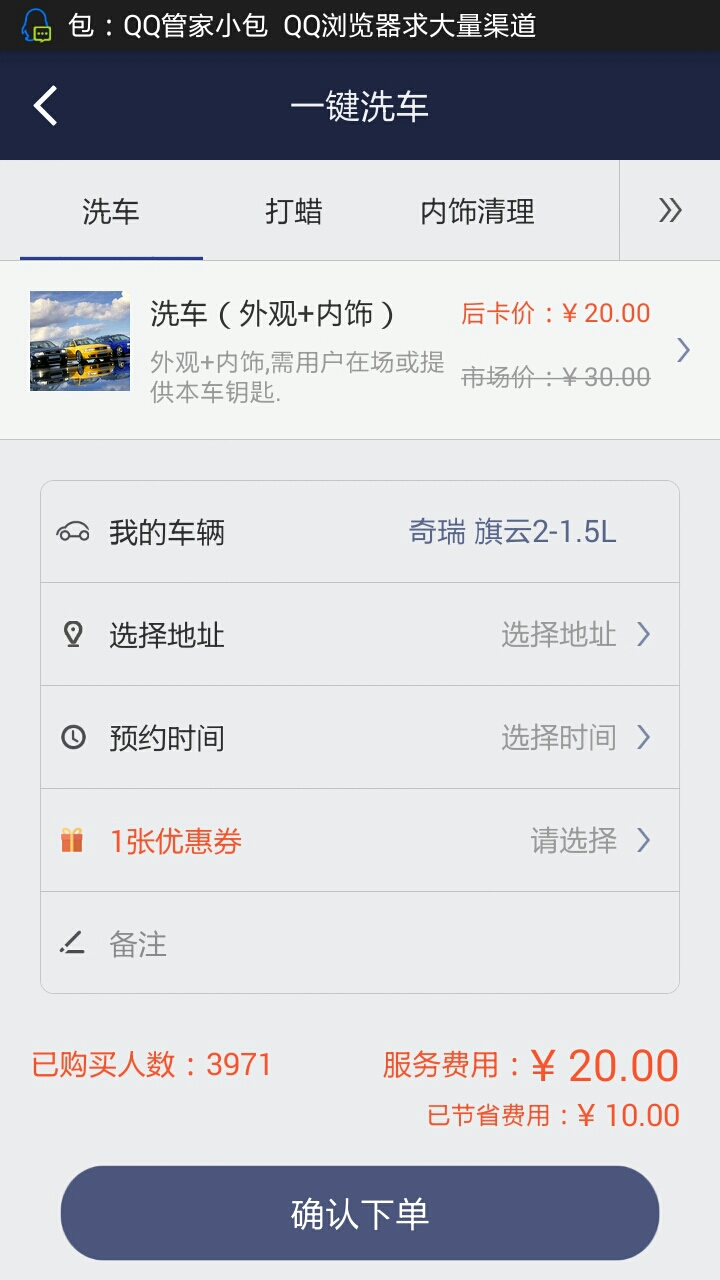 包：QQ管家小包 QQ浏览器求大量渠道
一键洗车
洗车 打蜡 内饰清理
洗车（外观+内饰）
后卡价：¥ 20.00
外观+内饰,需用户在场或提
供本车钥匙.
市场价：¥ 30.00
我的车辆 奇瑞 旗云2-1.5L
选择地址 选择地址
预约时间 选择时间
1张优惠券 请选择
备注
已购买人数：3971 服务费用：¥ 20.00
已节省费用：¥ 10.00
确认下单